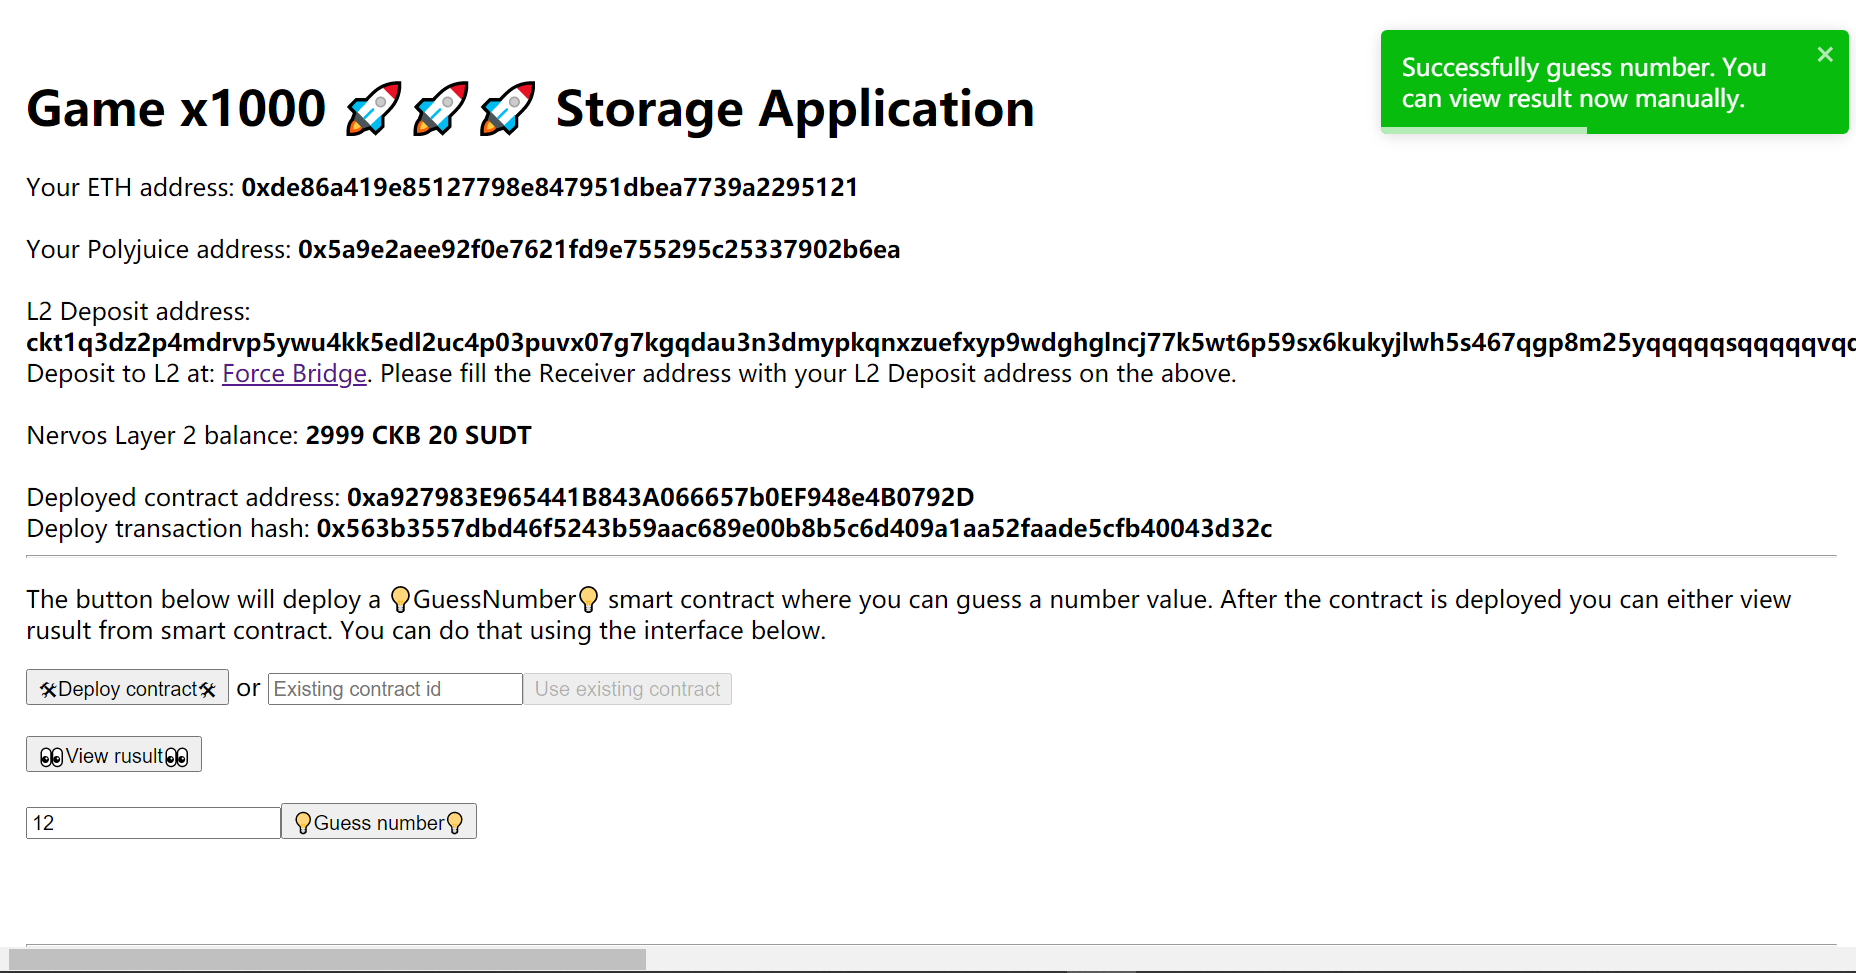 Successfully guess number. You
can view result now manually.
Game x1000 🚀🚀🚀 Storage Application
Your ETH address: 0xde86a419e85127798e847951dbea7739a2295121
Your Polyjuice address: 0x5a9e2aee92f0e7621fd9e755295c25337902b6ea
L2 Deposit address:
ckt1q3dz2p4mdrvp5ywu4kk5edl2uc4p03puvx07g7kgqdau3n3dmypkqnxzuefxyp9wdghglncj77k5wt6p59sx6kukyjlwh5s467qgp8m25yqqqqqsqqqqqvqc
Deposit to L2 at: Force Bridge. Please fill the Receiver address with your L2 Deposit address on the above.
Nervos Layer 2 balance: 2999 CKB 20 SUDT
Deployed contract address: 0xa927983E965441B843A066657b0EF948e4B0792D
Deploy transaction hash: 0x563b3557dbd46f5243b59aac689e00b8b5c6d409a1aa52faade5cfb40043d32c
The button below will deploy a 💡GuessNumber💡 smart contract where you can guess a number value. After the contract is deployed you can either view
rusult from smart contract. You can do that using the interface below.
🛠Deploy contract🛠 or Existing contract id Use existing contract
👀View rusult👀
12 💡Guess number💡